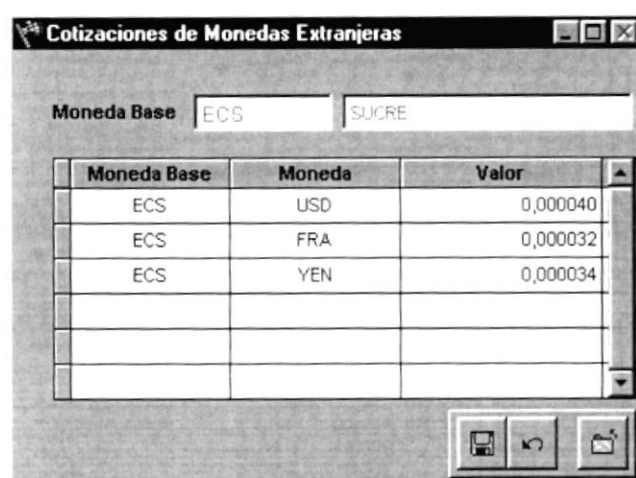 Cotizaciones de Monedas Extranjeras
Moneda Base ECS SUCRE
Moneda Base Moneda Valor
ECS USD 0,000040
ECS FRA 0,000032
ECS YEN 0,000034